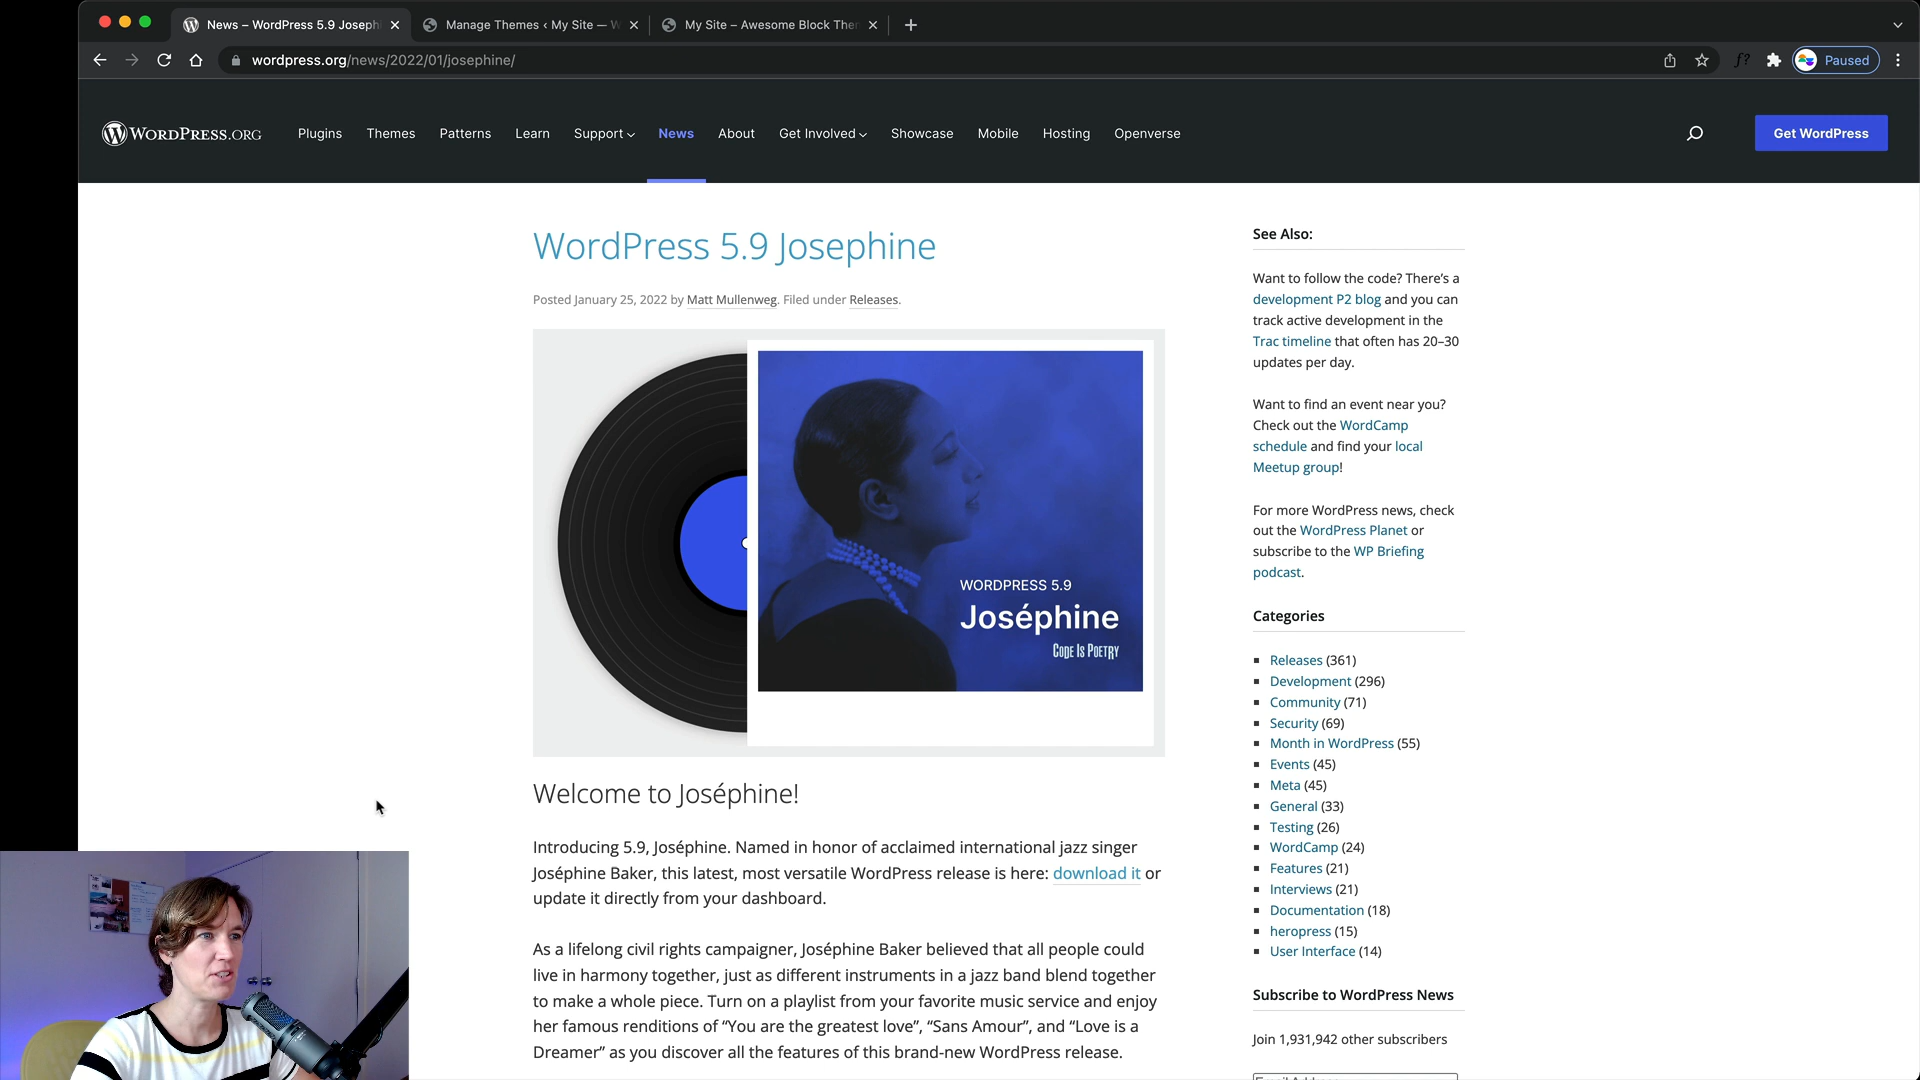 News – WordPress 5.9 Joseph
Manage Themes ‹ My Site — W
My Site – Awesome Block The
wordpress.org/news/2022/01/josephine/
Paused
WORDPRESS.ORG
Plugins
Themes
Patterns
Learn
Support
News
About
Get Involved
Showcase
Mobile
Hosting
Openverse
Get WordPress
WordPress 5.9 Josephine
Posted January 25, 2022 by Matt Mullenweg. Filed under Releases.
WORDPRESS 5.9
Joséphine
CODE IS POETRY
Welcome to Joséphine!
Introducing 5.9, Joséphine. Named in honor of acclaimed international jazz singer
Joséphine Baker, this latest, most versatile WordPress release is here: download it or
update it directly from your dashboard.
As a lifelong civil rights campaigner, Joséphine Baker believed that all people could
live in harmony together, just as different instruments in a jazz band blend together
to make a whole piece. Turn on a playlist from your favorite music service and enjoy
her famous renditions of “You are the greatest love”, “Sans Amour”, and “Love is a
Dreamer” as you discover all the features of this brand-new WordPress release.
See Also:
Want to follow the code? There’s a
development P2 blog and you can
track active development in the
Trac timeline that often has 20–30
updates per day.
Want to find an event near you?
Check out the WordCamp
schedule and find your local
Meetup group!
For more WordPress news, check
out the WordPress Planet or
subscribe to the WP Briefing
podcast.
Categories
Releases (361)
Development (296)
Community (71)
Security (69)
Month in WordPress (55)
Events (45)
Meta (45)
General (33)
Testing (26)
WordCamp (24)
Features (21)
Interviews (21)
Documentation (18)
heropress (15)
User Interface (14)
Subscribe to WordPress News
Join 1,931,942 other subscribers